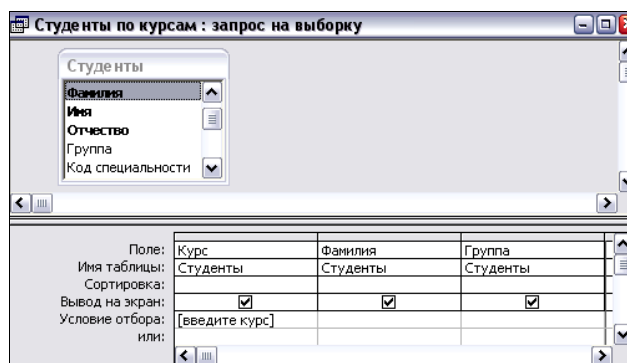 Студенты по курсам : запрос на выборку
Студенты
Фамилия
Имя
Отчество
Группа
Код специальности
Поле: Курс Фамилия Группа
Имя таблицы: Студенты Студенты Студенты
Сортировка:
Вывод на экран:
Условие отбора: [введите курс]
или: